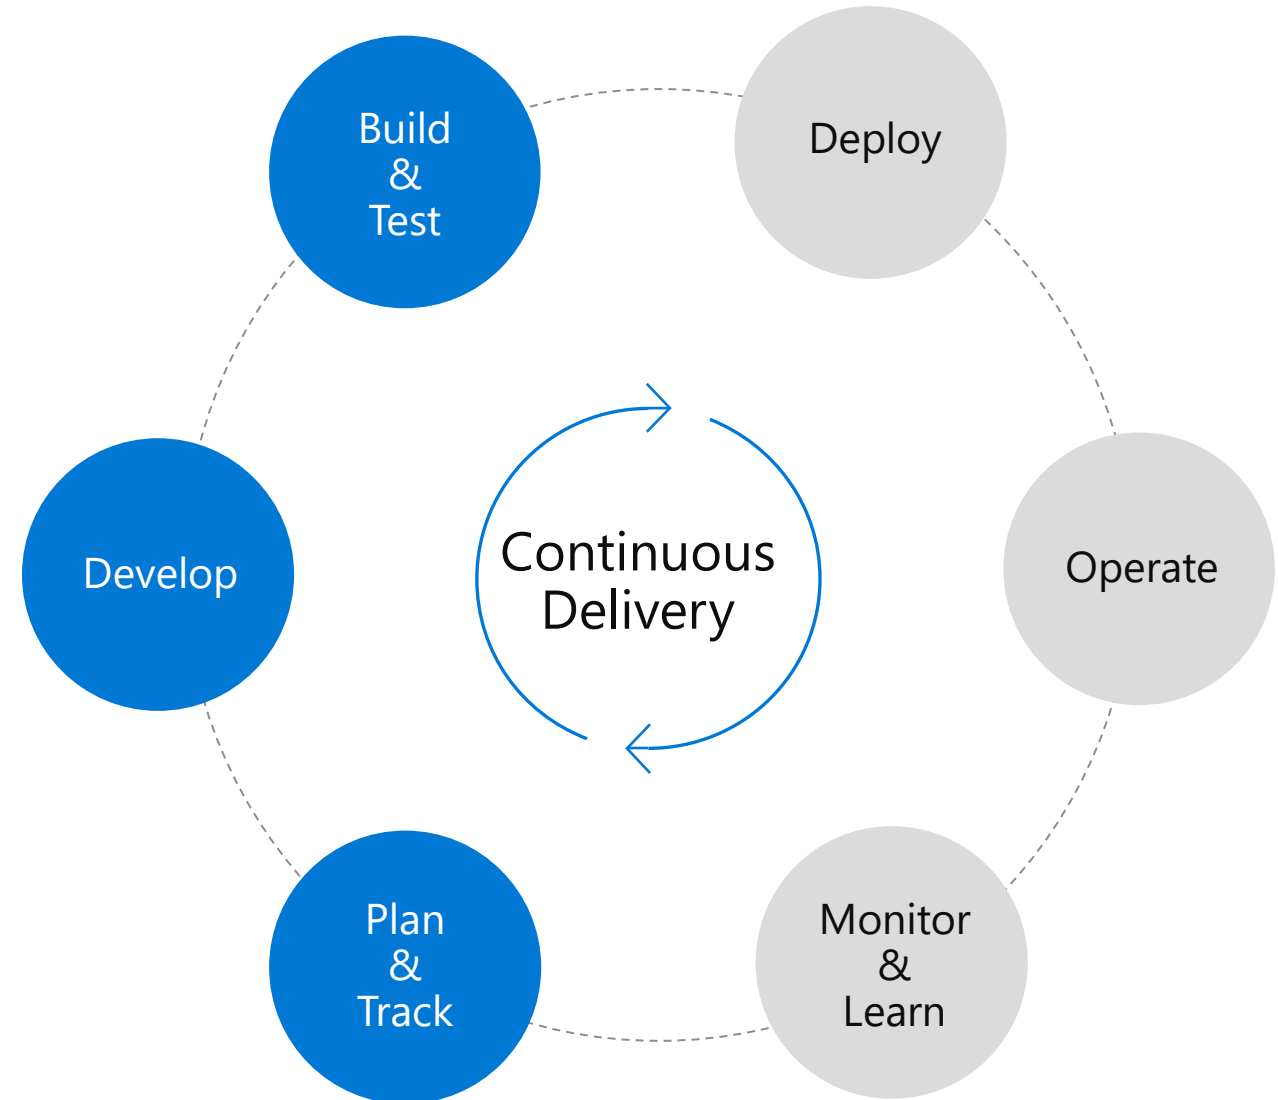 Build
&
Test
Deploy
Develop
Continuous
Delivery
Operate
Plan
&
Track
Monitor
&
Learn